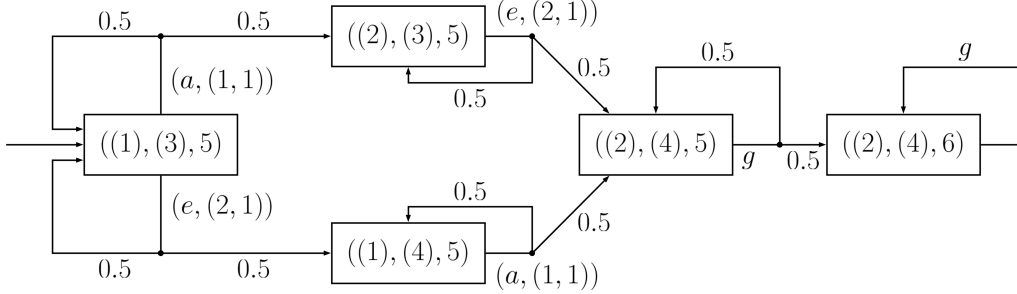 (e, (2, 1))
0.5
0.5
((2), (3), 5)
g
0.5
(a, (1, 1))
0.5
0.5
((1), (3), 5)
((2), (4), 5)
((2), (4), 6)
g
0.5
(e, (2, 1))
0.5
0.5
((1), (4), 5)
0.5
0.5
(a, (1, 1))